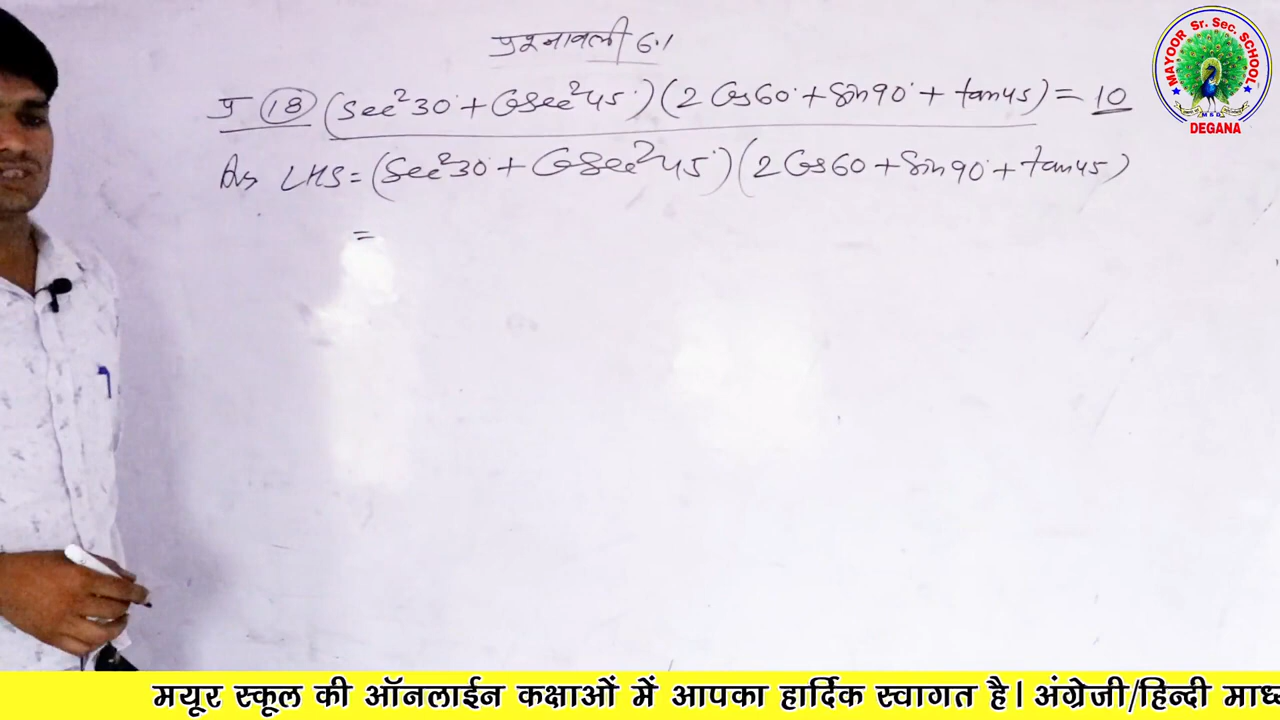 प्रश्नावली 6.1
प्र 18 (Sec²30° + Cosec²45°)(2 Cos60° + Sin90° + tan45) = 10
Ans LHS = (Sec²30° + Cosec²45°)(2 Cos60 + Sin90° + tan45°)
=
MAYOOR Sr. Sec. SCHOOL
DEGANA
मयूर स्कूल की ऑनलाईन कक्षाओं में आपका हार्दिक स्वागत है। अंग्रेजी/हिन्दी माध्